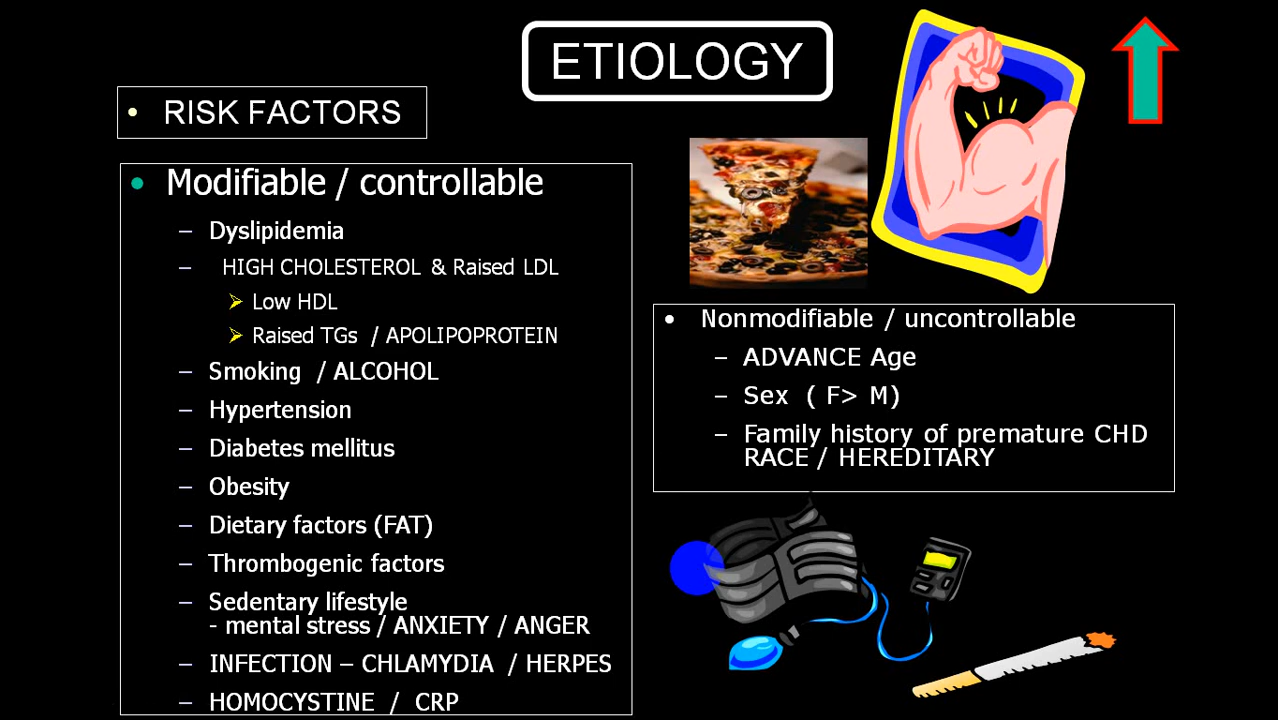 ETIOLOGY
• RISK FACTORS
• Modifiable / controllable
– Dyslipidemia
– HIGH CHOLESTEROL & Raised LDL
➢ Low HDL
➢ Raised TGs / APOLIPOPROTEIN
– Smoking / ALCOHOL
– Hypertension
– Diabetes mellitus
– Obesity
– Dietary factors (FAT)
– Thrombogenic factors
– Sedentary lifestyle
- mental stress / ANXIETY / ANGER
– INFECTION – CHLAMYDIA / HERPES
– HOMOCYSTINE / CRP
• Nonmodifiable / uncontrollable
– ADVANCE Age
– Sex ( F> M)
– Family history of premature CHD
RACE / HEREDITARY